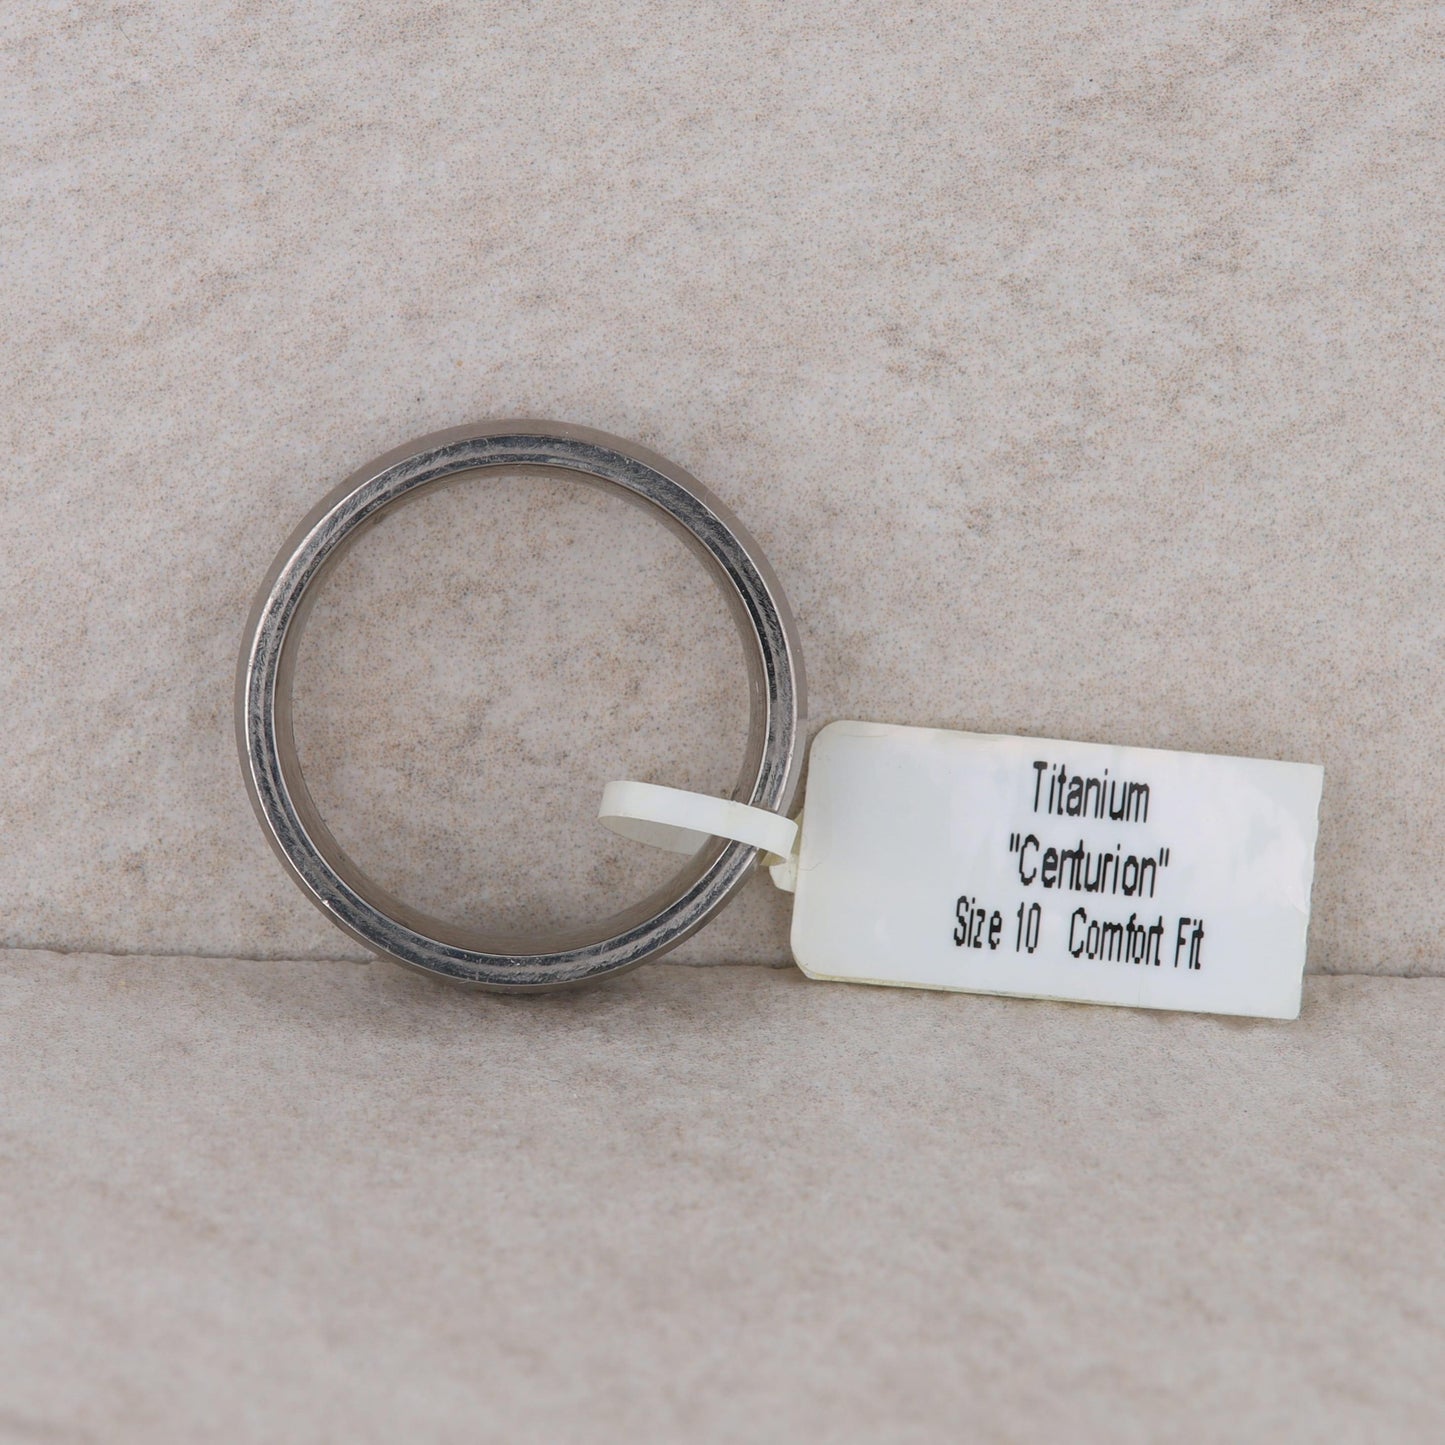 Titanium
"Centurion"
Size 10 Comfort Fit